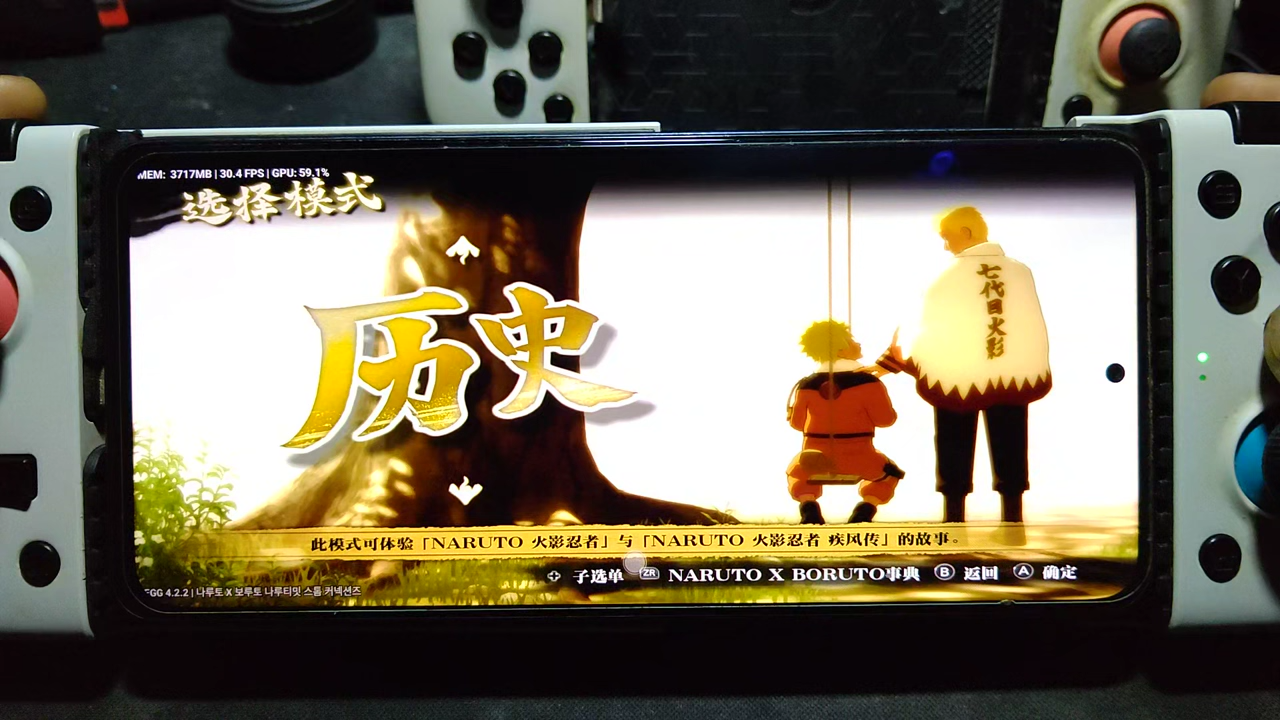 MEM: 3717MB | 30.4 FPS | GPU: 59.1%
选择模式
历史
七代目火影
此模式可体验「NARUTO 火影忍者」与「NARUTO 火影忍者 疾风传」的故事。
子选单 ZR NARUTO X BORUTO事典 B 返回 A 确定
EGG 4.2.2 | 나루토 X 보루토 나루티밋 스톰 커넥션즈